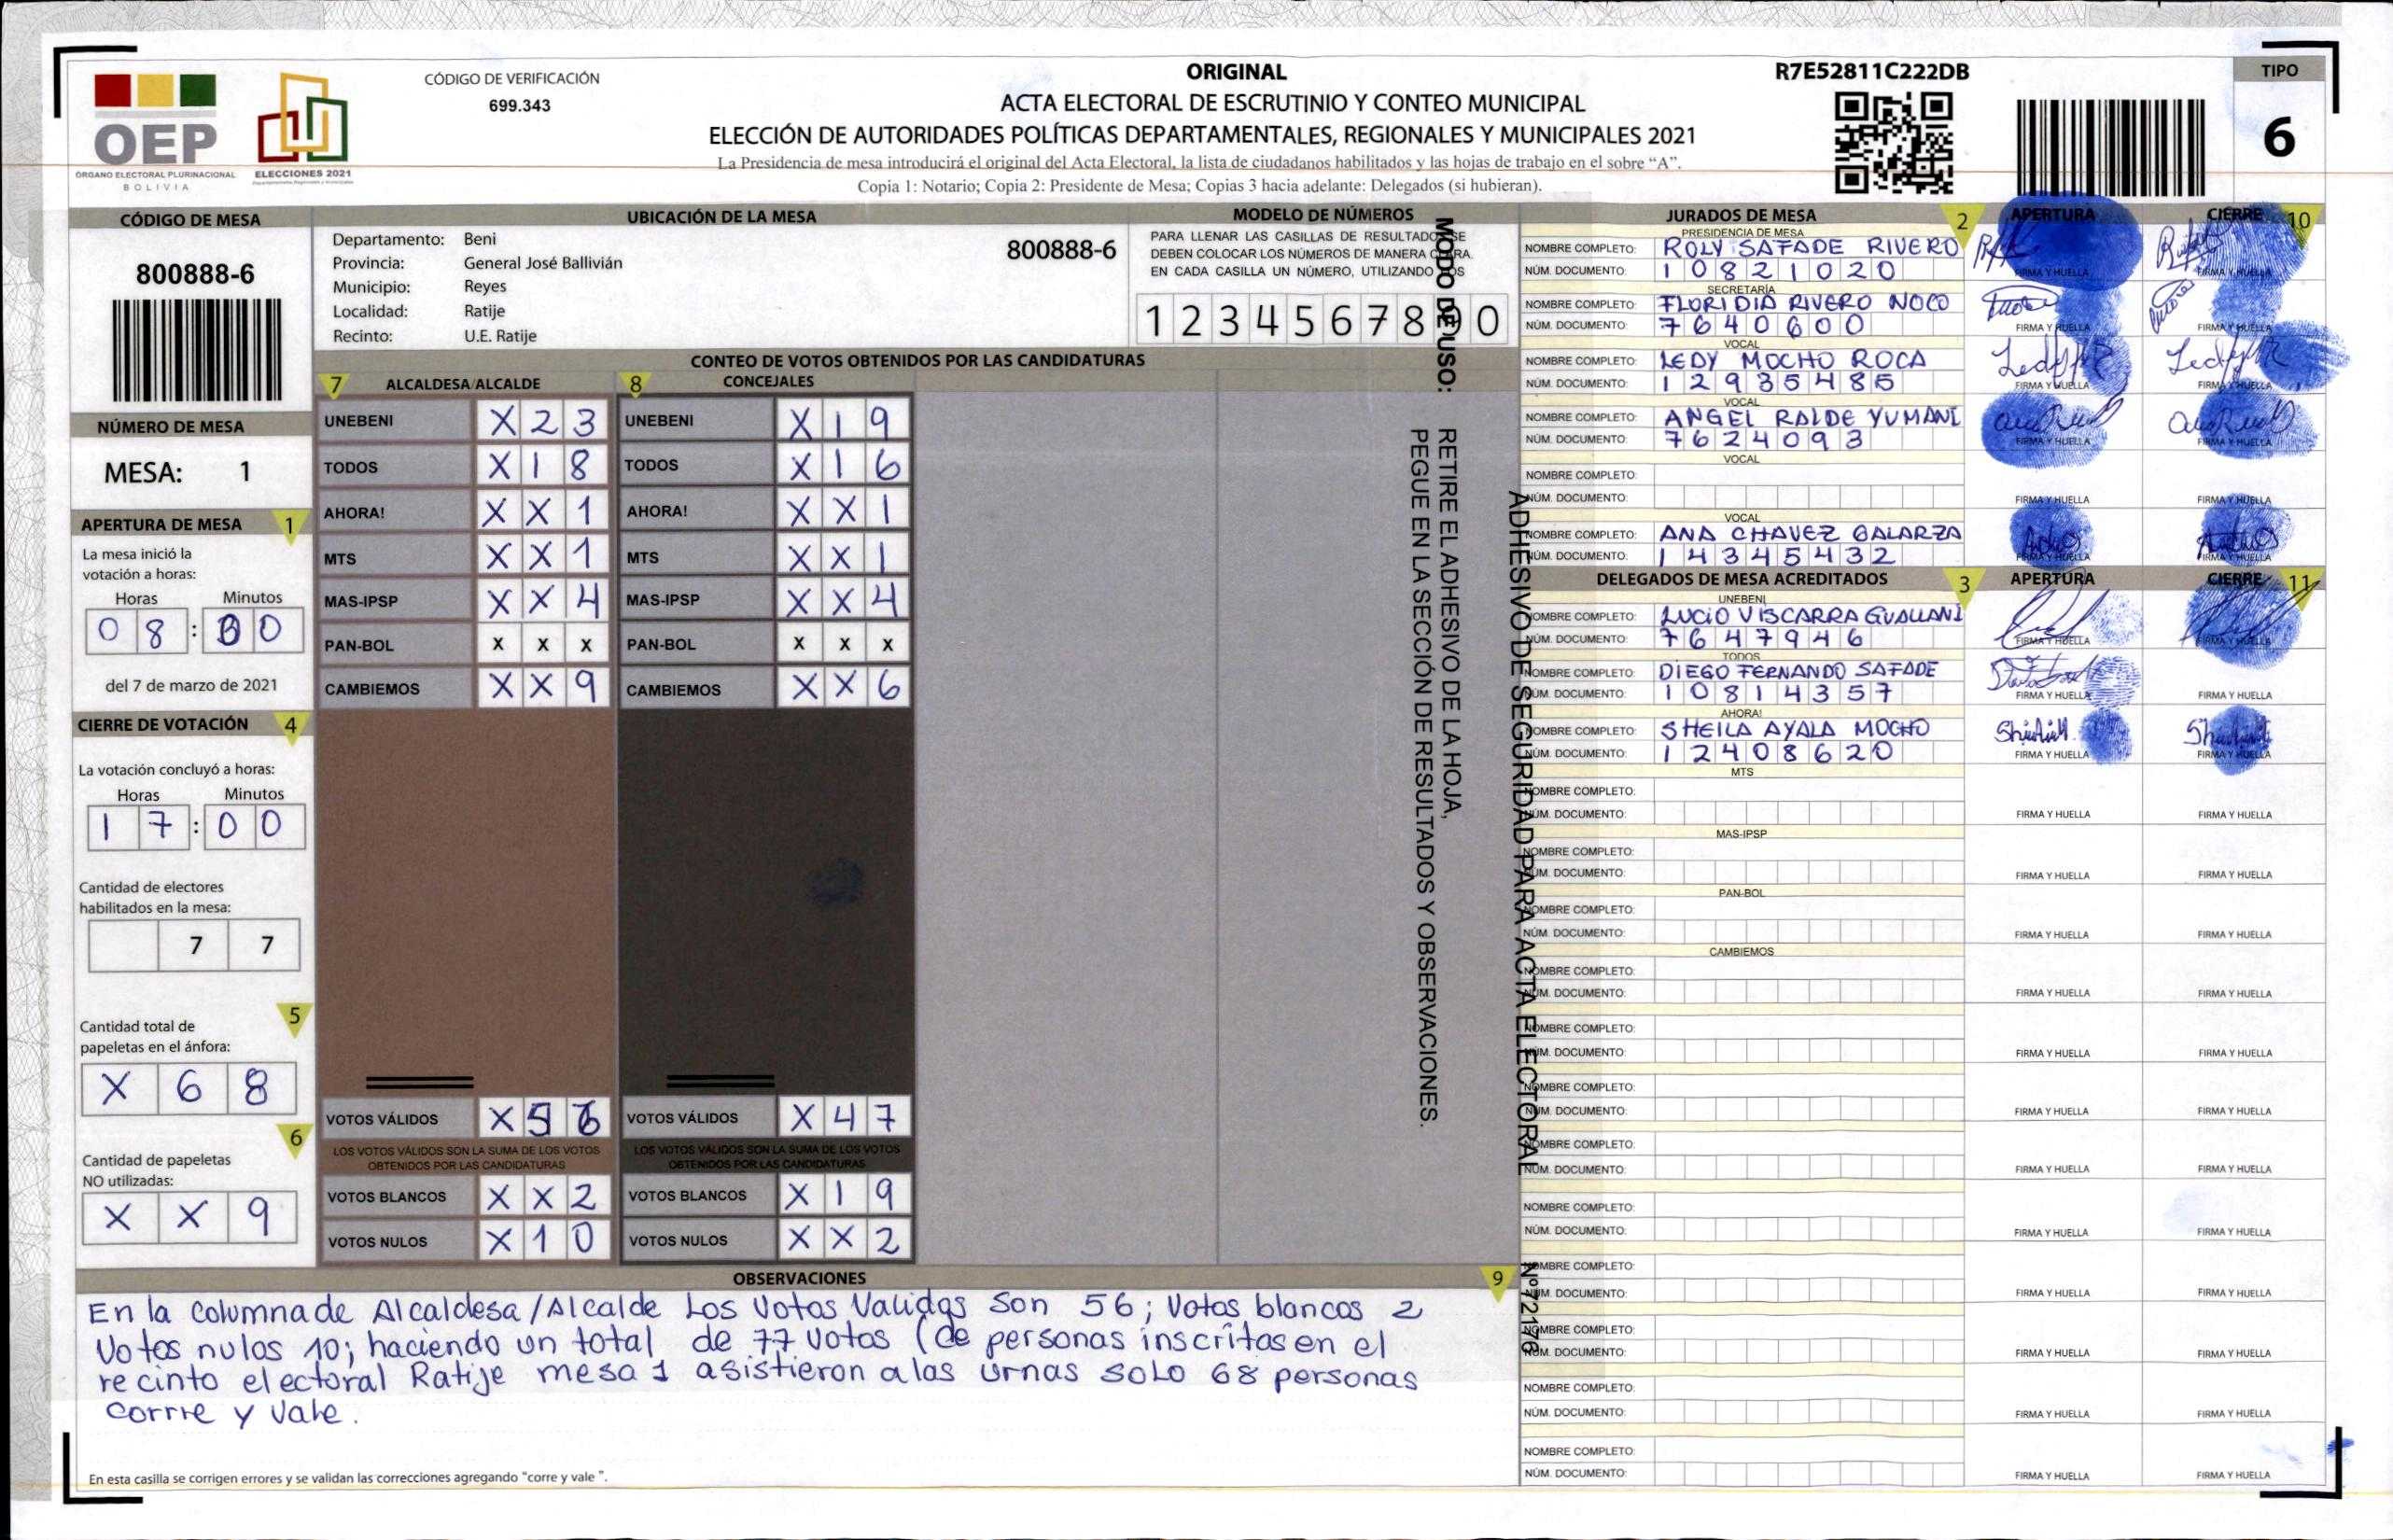 ORIGINAL
R7E52811C222DB
TIPO
6
CÓDIGO DE VERIFICACIÓN
699.343
ACTA ELECTORAL DE ESCRUTINIO Y CONTEO MUNICIPAL
ELECCIÓN DE AUTORIDADES POLÍTICAS DEPARTAMENTALES, REGIONALES Y MUNICIPALES 2021
La Presidencia de mesa introducirá el original del Acta Electoral, la lista de ciudadanos habilitados y las hojas de trabajo en el sobre “A”.
Copia 1: Notario; Copia 2: Presidente de Mesa; Copias 3 hacia adelante: Delegados (si hubieran).
OEP
ÓRGANO ELECTORAL PLURINACIONAL
BOLIVIA
ELECCIONES 2021
CÓDIGO DE MESA
800888-6
NÚMERO DE MESA
MESA: 1
APERTURA DE MESA 1
La mesa inició la
votación a horas:
Horas Minutos
0 8 : 3 0
del 7 de marzo de 2021
CIERRE DE VOTACIÓN 4
La votación concluyó a horas:
Horas Minutos
1 7 : 0 0
Cantidad de electores
habilitados en la mesa:
7 7
5
Cantidad total de
papeletas en el ánfora:
X 6 8
6
Cantidad de papeletas
NO utilizadas:
X X 9
UBICACIÓN DE LA MESA
Departamento: Beni
800888-6
Provincia: General José Ballivián
Municipio: Reyes
Localidad: Ratije
Recinto: U.E. Ratije
MODELO DE NÚMEROS
PARA LLENAR LAS CASILLAS DE RESULTADOS SE
DEBEN COLOCAR LOS NÚMEROS DE MANERA CLARA.
EN CADA CASILLA UN NÚMERO, UTILIZANDO LOS
1 2 3 4 5 6 7 8 9 0
CONTEO DE VOTOS OBTENIDOS POR LAS CANDIDATURAS
7 ALCALDESA/ALCALDE
UNEBENI X 2 3
TODOS X 1 8
AHORA! X X 1
MTS X X 1
MAS-IPSP X X 4
PAN-BOL X X X
CAMBIEMOS X X 9
VOTOS VÁLIDOS X 5 6
LOS VOTOS VÁLIDOS SON LA SUMA DE LOS VOTOS
OBTENIDOS POR LAS CANDIDATURAS
VOTOS BLANCOS X X 2
VOTOS NULOS X 1 0
8 CONCEJALES
UNEBENI X 1 9
TODOS X 1 6
AHORA! X X 1
MTS X X 1
MAS-IPSP X X 4
PAN-BOL X X X
CAMBIEMOS X X 6
VOTOS VÁLIDOS X 4 7
LOS VOTOS VÁLIDOS SON LA SUMA DE LOS VOTOS
OBTENIDOS POR LAS CANDIDATURAS
VOTOS BLANCOS X 1 9
VOTOS NULOS X X 2
MODO DE USO: RETIRE EL ADHESIVO DE LA HOJA,
PEGUE EN LA SECCIÓN DE RESULTADOS Y OBSERVACIONES.
ADHESIVO DE SEGURIDAD PARA ACTA ELECTORAL Nº 72176
JURADOS DE MESA 2 APERTURA CIERRE 10
PRESIDENCIA DE MESA
NOMBRE COMPLETO: ROLY SAFADE RIVERO
NÚM. DOCUMENTO: 1 0 8 2 1 0 2 0 FIRMA Y HUELLA FIRMA Y HUELLA
SECRETARÍA
NOMBRE COMPLETO: FLORIDIA RIVERO NOCO
NÚM. DOCUMENTO: 7 6 4 0 6 0 0 FIRMA Y HUELLA FIRMA Y HUELLA
VOCAL
NOMBRE COMPLETO: LEDY MOCHO ROCA
NÚM. DOCUMENTO: 1 2 9 3 5 4 8 5 FIRMA Y HUELLA FIRMA Y HUELLA
VOCAL
NOMBRE COMPLETO: ANGEL RALDE YUMANI
NÚM. DOCUMENTO: 7 6 2 4 0 9 3 FIRMA Y HUELLA FIRMA Y HUELLA
VOCAL
NOMBRE COMPLETO:
NÚM. DOCUMENTO: FIRMA Y HUELLA FIRMA Y HUELLA
VOCAL
NOMBRE COMPLETO: ANA CHAVEZ GALARZA
NÚM. DOCUMENTO: 1 4 3 4 5 4 3 2 FIRMA Y HUELLA FIRMA Y HUELLA
DELEGADOS DE MESA ACREDITADOS 3 APERTURA CIERRE 11
UNEBENI
NOMBRE COMPLETO: LUCIO VISCARRA GUALLANI
NÚM. DOCUMENTO: 7 6 4 7 9 4 6 FIRMA Y HUELLA FIRMA Y HUELLA
TODOS
NOMBRE COMPLETO: DIEGO FERNANDO SAFADE
NÚM. DOCUMENTO: 1 0 8 1 4 3 5 7 FIRMA Y HUELLA FIRMA Y HUELLA
AHORA!
NOMBRE COMPLETO: SHEILA AYALA MOCHO
NÚM. DOCUMENTO: 1 2 4 0 8 6 2 0 FIRMA Y HUELLA FIRMA Y HUELLA
MTS
NOMBRE COMPLETO:
NÚM. DOCUMENTO: FIRMA Y HUELLA FIRMA Y HUELLA
MAS-IPSP
NOMBRE COMPLETO:
NÚM. DOCUMENTO: FIRMA Y HUELLA FIRMA Y HUELLA
PAN-BOL
NOMBRE COMPLETO:
NÚM. DOCUMENTO: FIRMA Y HUELLA FIRMA Y HUELLA
CAMBIEMOS
NOMBRE COMPLETO:
NÚM. DOCUMENTO: FIRMA Y HUELLA FIRMA Y HUELLA
NOMBRE COMPLETO:
NÚM. DOCUMENTO: FIRMA Y HUELLA FIRMA Y HUELLA
NOMBRE COMPLETO:
NÚM. DOCUMENTO: FIRMA Y HUELLA FIRMA Y HUELLA
NOMBRE COMPLETO:
NÚM. DOCUMENTO: FIRMA Y HUELLA FIRMA Y HUELLA
NOMBRE COMPLETO:
NÚM. DOCUMENTO: FIRMA Y HUELLA FIRMA Y HUELLA
NOMBRE COMPLETO:
NÚM. DOCUMENTO: FIRMA Y HUELLA FIRMA Y HUELLA
NOMBRE COMPLETO:
NÚM. DOCUMENTO: FIRMA Y HUELLA FIRMA Y HUELLA
NOMBRE COMPLETO:
NÚM. DOCUMENTO: FIRMA Y HUELLA FIRMA Y HUELLA
NOMBRE COMPLETO:
NÚM. DOCUMENTO: FIRMA Y HUELLA FIRMA Y HUELLA
OBSERVACIONES 9
En la columna de Alcaldesa/Alcalde Los Votos Validos Son 56; Votos blancos 2
Votos nulos 10; haciendo un total de 77 votos (de personas inscritas en el
recinto electoral Ratije mesa 1 asistieron a las urnas solo 68 personas
corrre y vale.
En esta casilla se corrigen errores y se validan las correcciones agregando "corre y vale ".